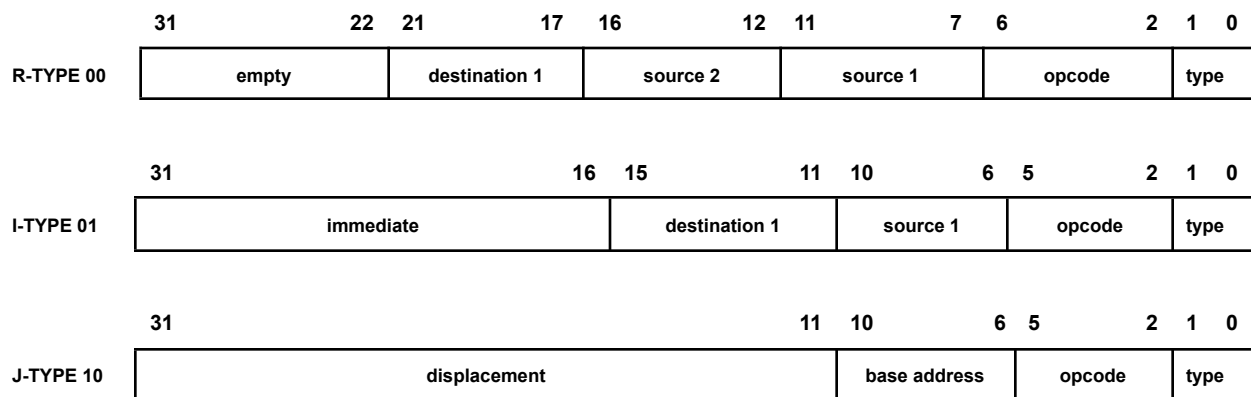 31 22 21 17 16 12 11 7 6 2 1 0
R-TYPE 00 empty destination 1 source 2 source 1 opcode type
31 16 15 11 10 6 5 2 1 0
I-TYPE 01 immediate destination 1 source 1 opcode type
31 11 10 6 5 2 1 0
J-TYPE 10 displacement base address opcode type